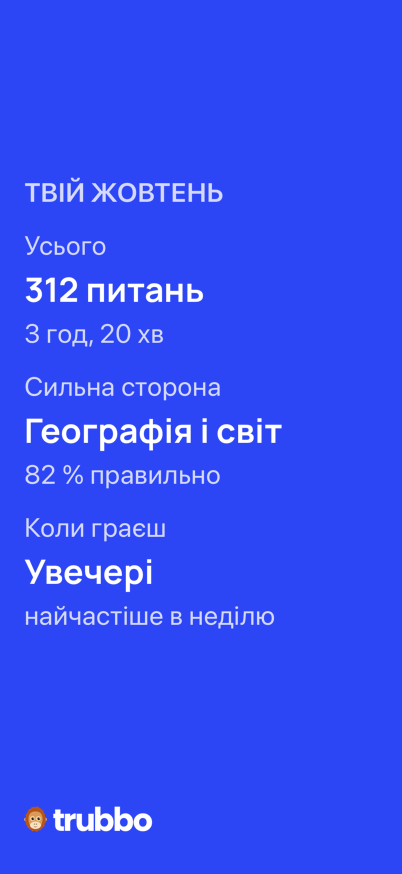 ТВІЙ ЖОВТЕНЬ
Усього
312 питань
3 год, 20 хв
Сильна сторона
Географія і світ
82 % правильно
Коли граєш
Увечері
найчастіше в неділю
trubbo